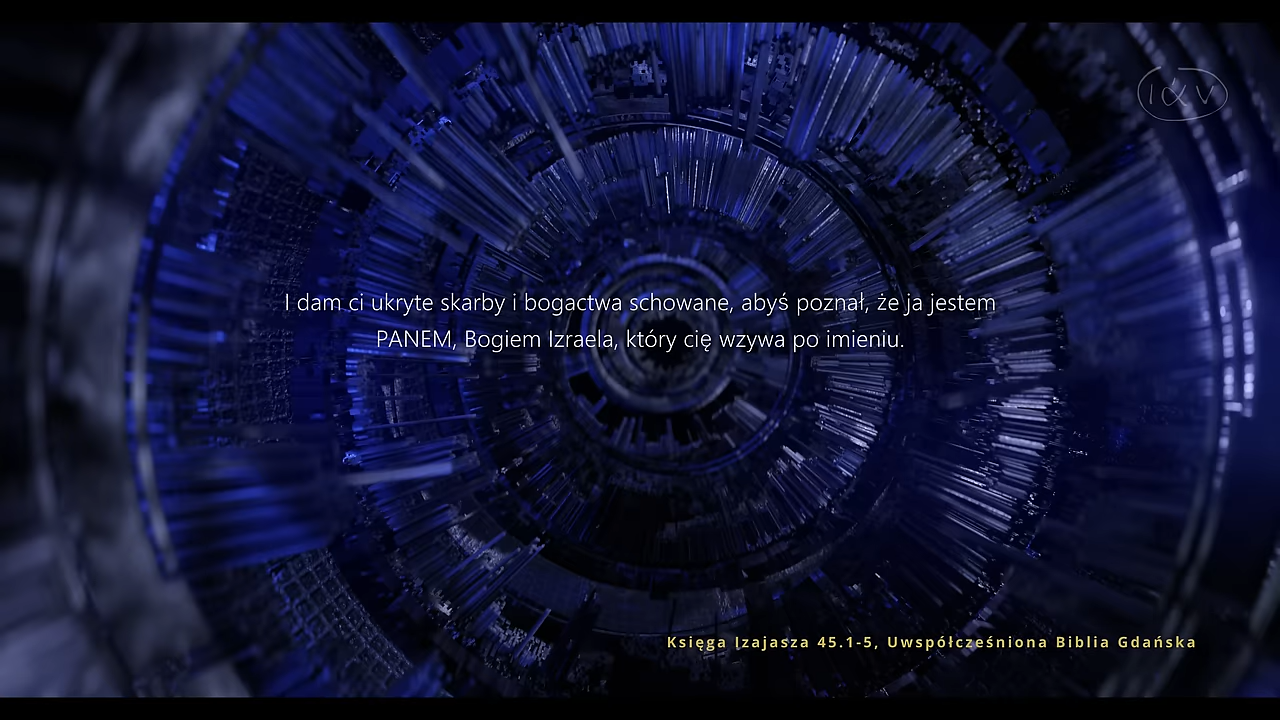 I dam ci ukryte skarby i bogactwa schowane, abyś poznał, że ja jestem
PANEM, Bogiem Izraela, który cię wzywa po imieniu.
Księga Izajasza 45.1-5, Uwspółcześniona Biblia Gdańska